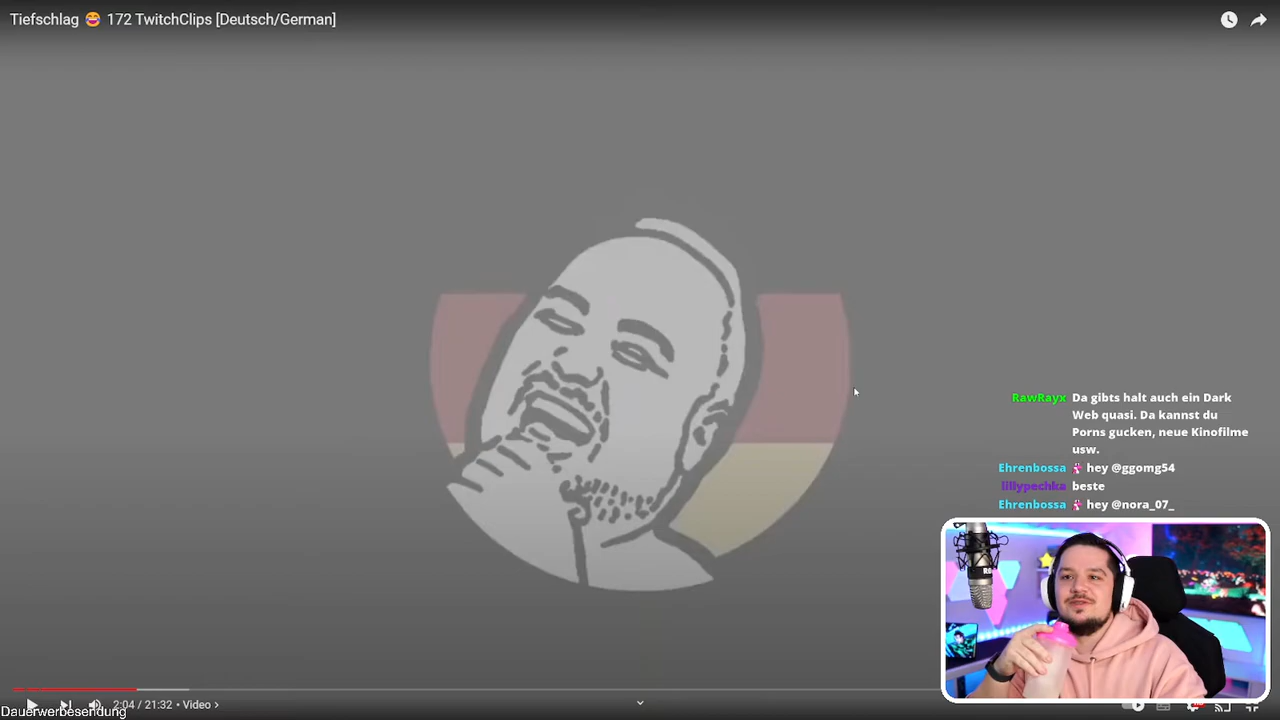 Tiefschlag 😂 172 TwitchClips [Deutsch/German]
RawRayx Da gibts halt auch ein Dark
Web quasi. Da kannst du
Porns gucken, neue Kinofilme
usw.
Ehrenbossa hey @ggomg54
lillypechka beste
Ehrenbossa hey @nora_07_
2:04 / 21:32 • Video ›
Dauerwerbesendung